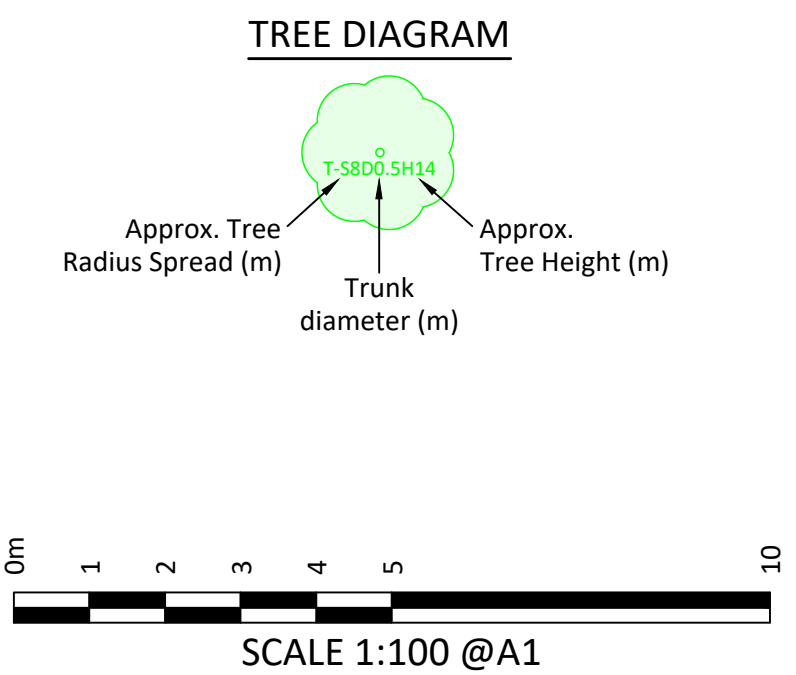 TREE DIAGRAM
T-S8D0.5H14
Approx. Tree
Radius Spread (m)
Approx.
Tree Height (m)
Trunk
diameter (m)
0m
1
2
3
4
5
10
SCALE 1:100 @A1